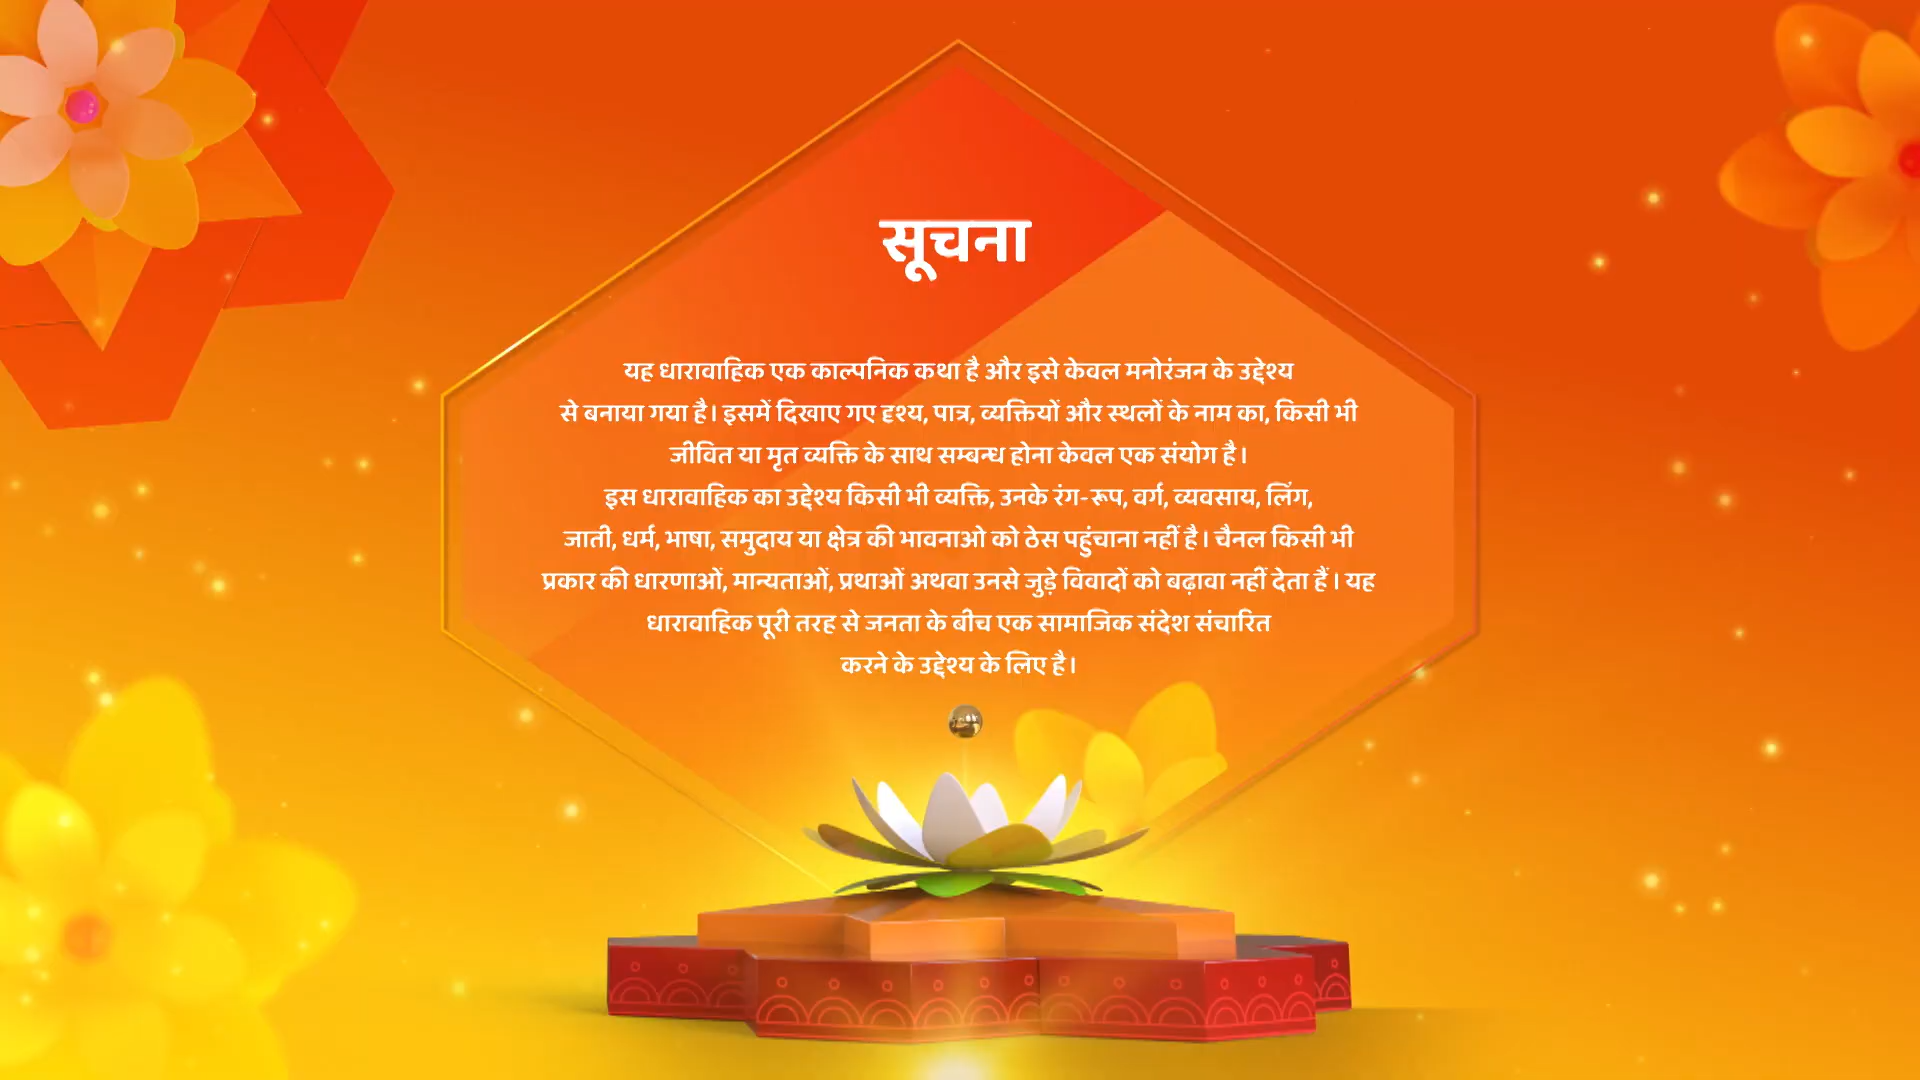 सूचना
यह धारावाहिक एक काल्पनिक कथा है और इसे केवल मनोरंजन के उद्देश्य
से बनाया गया है। इसमें दिखाए गए दृश्य, पात्र, व्यक्तियों और स्थलों के नाम का, किसी भी
जीवित या मृत व्यक्ति के साथ सम्बन्ध होना केवल एक संयोग है।
इस धारावाहिक का उद्देश्य किसी भी व्यक्ति, उनके रंग-रूप, वर्ग, व्यवसाय, लिंग,
जाती, धर्म, भाषा, समुदाय या क्षेत्र की भावनाओ को ठेस पहुंचाना नहीं है। चैनल किसी भी
प्रकार की धारणाओं, मान्यताओं, प्रथाओं अथवा उनसे जुड़े विवादों को बढ़ावा नहीं देता हैं। यह
धारावाहिक पूरी तरह से जनता के बीच एक सामाजिक संदेश संचारित
करने के उद्देश्य के लिए है।